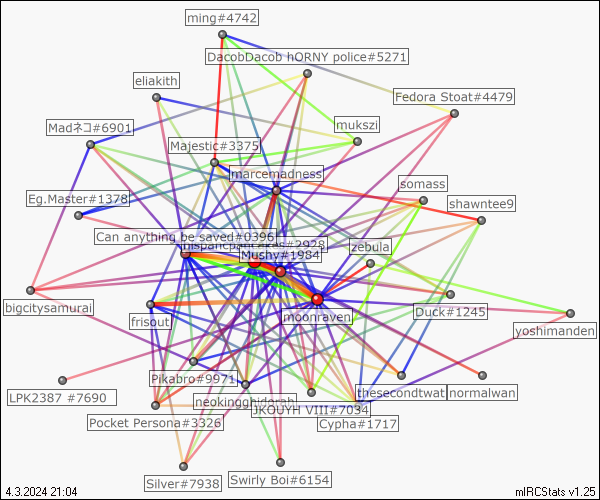 ming#4742
DacobDacob hORNY police#5271
eliakith
Fedora Stoat#4479
Madネコ#6901
mukszi
Majestic#3375
marcemadness
somass
Eg.Master#1378
shawntee9
Can anything be saved#0396
#2928
zebula
Mushy#1984
bigcitysamurai
frisout
moonraven
Duck#1245
yoshimanden
Pikabro#9971
thesecondtwat
normalwan
LPK2387 #7690
neokingghidorah
JKOUYH VIII#7034
Pocket Persona#3326
Cypha#1717
Silver#7938
Swirly Boi#6154
4.3.2024 21:04
mIRCStats v1.25